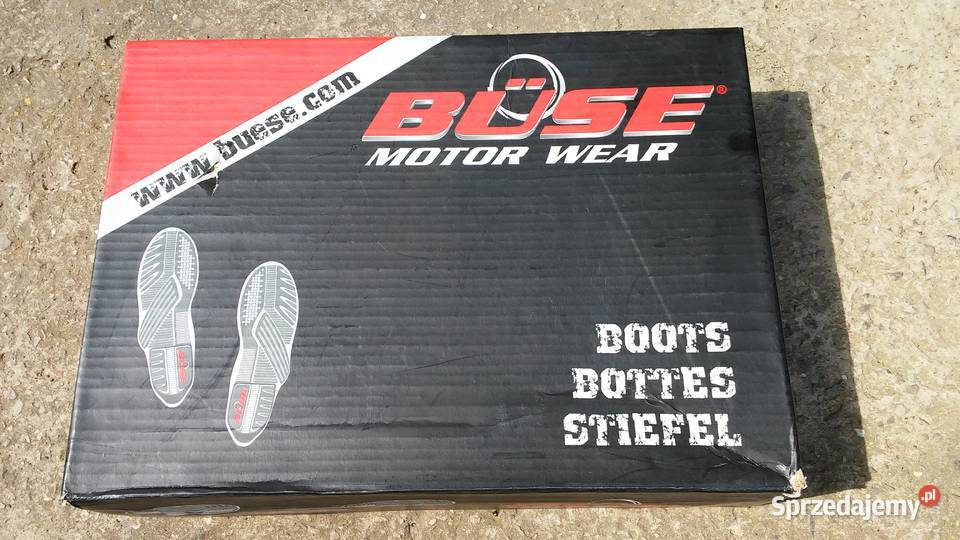 www.buese.com
BÜSE®
MOTOR WEAR
BOOTS
BOTTES
STIEFEL
Sprzedajemy.pl